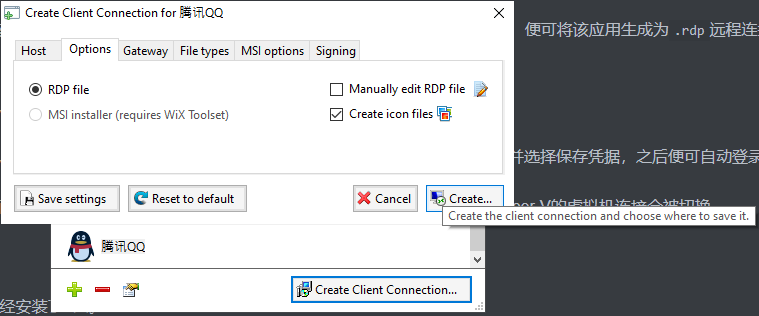 Create Client Connection for 腾讯QQ
便可将该应用生成为 .rdp 远程连
Host Options Gateway File types MSI options Signing
RDP file
Manually edit RDP file
MSI installer (requires WiX Toolset)
Create icon files
并选择保存凭据，之后便可自动登录
Save settings Reset to default Cancel Create...
er V的虚拟机连接会被切换
Create the client connection and choose where to save it.
腾讯QQ
Create Client Connection...
经安装